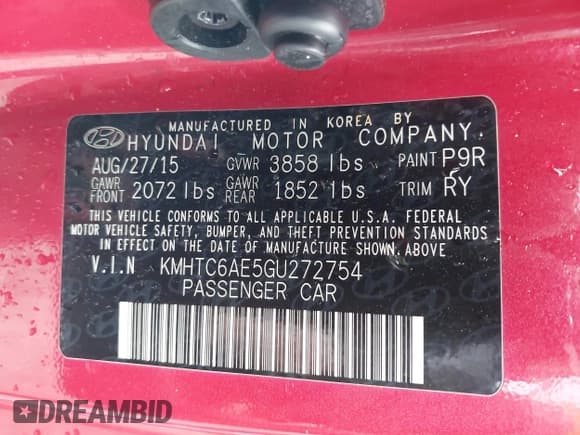 MANUFACTURED IN KOREA BY
HYUNDAI MOTOR COMPANY.
AUG/27/15 GVWR 3858 lbs PAINT P9R
GAWR FRONT 2072 lbs GAWR REAR 1852 lbs TRIM RY
THIS VEHICLE CONFORMS TO ALL APPLICABLE U.S.A. FEDERAL
MOTOR VEHICLE SAFETY, BUMPER, AND THEFT PREVENTION STANDARDS
IN EFFECT ON THE DATE OF MANUFACTURE SHOWN ABOVE.
V.I.N KMHTC6AE5GU272754
PASSENGER CAR
DREAMBID